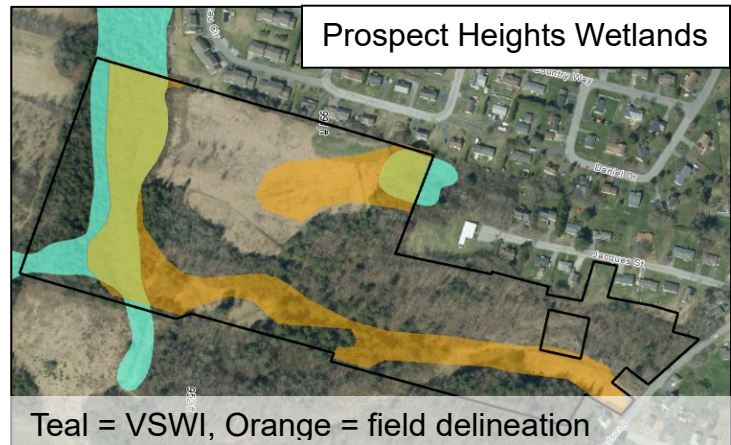 Prospect Heights Wetlands
Country Way
Daniel Dr
Jacques St
Teal = VSWI, Orange = field delineation